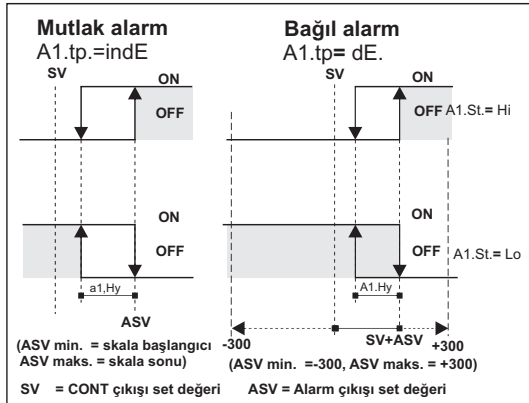 Mutlak alarm
A1.tp.=indE
Bağıl alarm
A1.tp= dE.
SV
ON
OFF
SV
ON
OFF
A1.St.= Hi
ON
OFF
a1,Hy
ASV
ON
OFF
A1.St.= Lo
A1.Hy
SV+ASV
-300
+300
(ASV min. = skala başlangıcı
ASV maks. = skala sonu)
(ASV min. =-300, ASV maks. = +300)
SV = CONT çıkışı set değeri
ASV = Alarm çıkışı set değeri